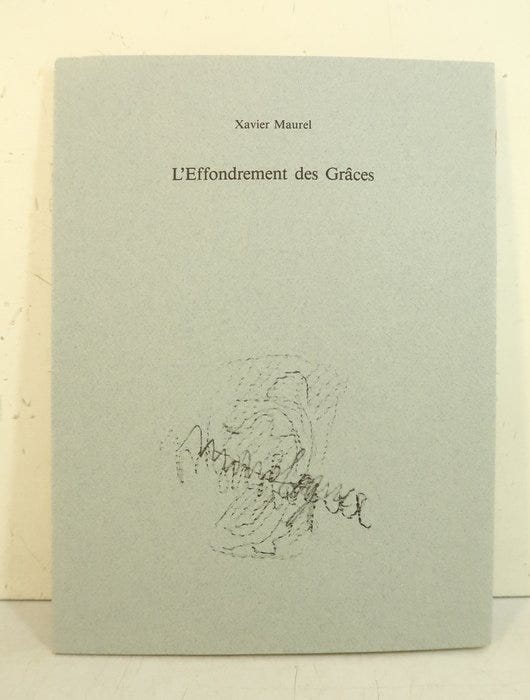 Xavier Maurel
L'Effondrement des Grâces